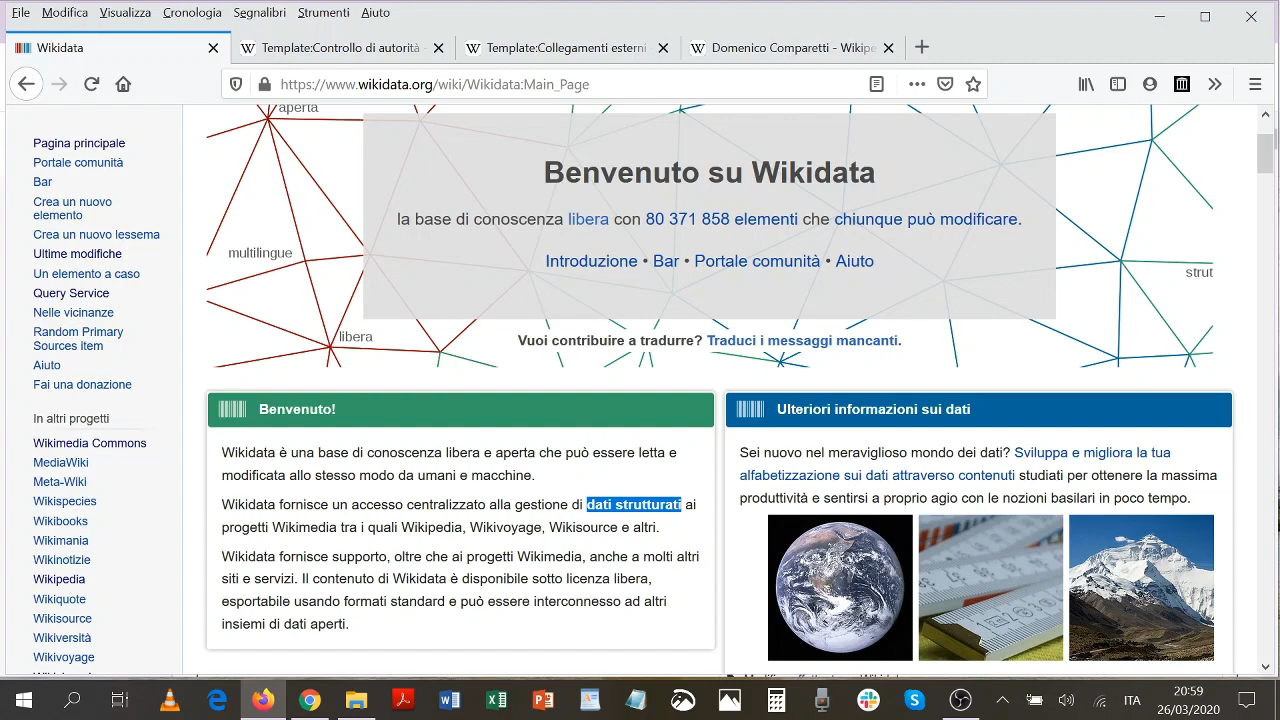 File Modifica Visualizza Cronologia Segnalibri Strumenti Aiuto
Wikidata
Template:Controllo di autorità -
Template:Collegamenti esterni
Domenico Comparetti - Wikipe
https://www.wikidata.org/wiki/Wikidata:Main_Page
Pagina principale
Portale comunità
Bar
Crea un nuovo
elemento
Crea un nuovo lessema
Ultime modifiche
Un elemento a caso
Query Service
Nelle vicinanze
Random Primary
Sources item
Aiuto
Fai una donazione
In altri progetti
Wikimedia Commons
MediaWiki
Meta-Wiki
Wikispecies
Wikibooks
Wikimania
Wikinotizie
Wikipedia
Wikiquote
Wikisource
Wikiversità
Wikivoyage
aperta
multilingue
libera
strut
Benvenuto su Wikidata
la base di conoscenza libera con 80 371 858 elementi che chiunque può modificare.
Introduzione • Bar • Portale comunità • Aiuto
Vuoi contribuire a tradurre? Traduci i messaggi mancanti.
Benvenuto!
Wikidata è una base di conoscenza libera e aperta che può essere letta e
modificata allo stesso modo da umani e macchine.
Wikidata fornisce un accesso centralizzato alla gestione di dati strutturati ai
progetti Wikimedia tra i quali Wikipedia, Wikivoyage, Wikisource e altri.
Wikidata fornisce supporto, oltre che ai progetti Wikimedia, anche a molti altri
siti e servizi. Il contenuto di Wikidata è disponibile sotto licenza libera,
esportabile usando formati standard e può essere interconnesso ad altri
insiemi di dati aperti.
Ulteriori informazioni sui dati
Sei nuovo nel meraviglioso mondo dei dati? Sviluppa e migliora la tua
alfabetizzazione sui dati attraverso contenuti studiati per ottenere la massima
produttività e sentirsi a proprio agio con le nozioni basilari in poco tempo.
ITA
20:59
26/03/2020